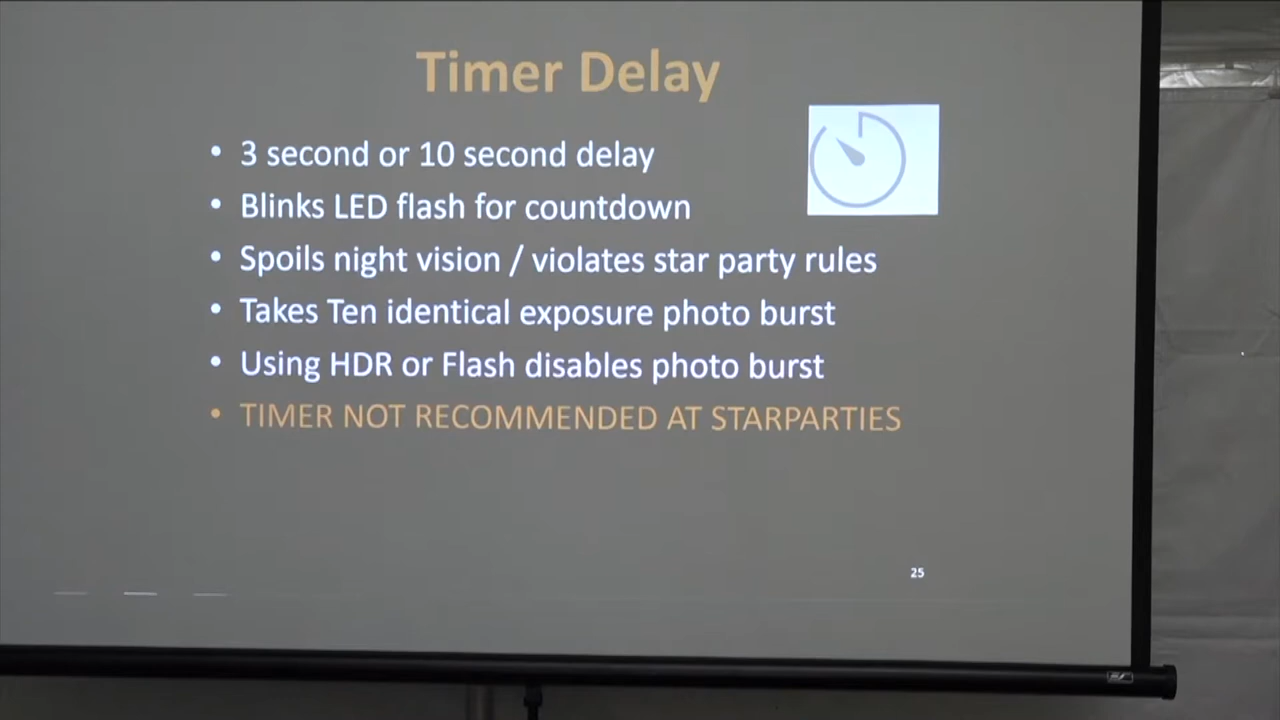 Timer Delay
• 3 second or 10 second delay
• Blinks LED flash for countdown
• Spoils night vision / violates star party rules
• Takes Ten identical exposure photo burst
• Using HDR or Flash disables photo burst
• TIMER NOT RECOMMENDED AT STARPARTIES
25